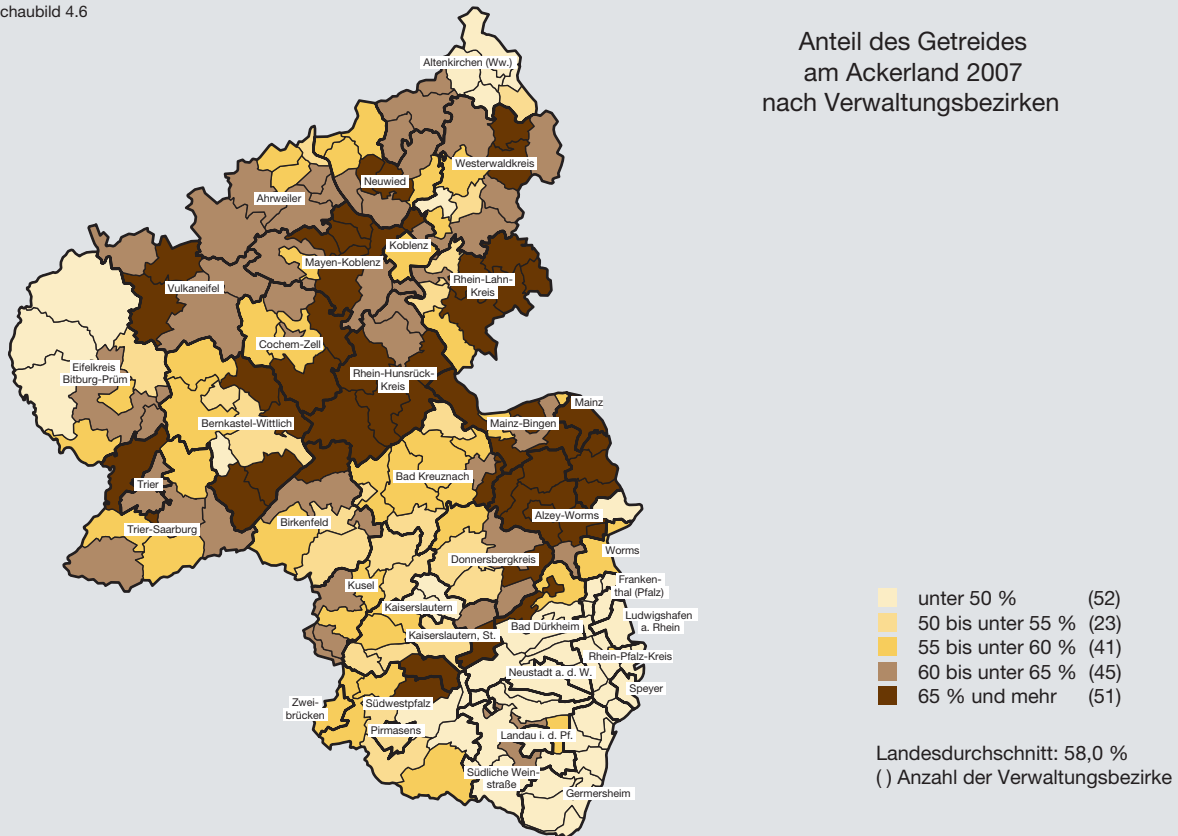 chaubild 4.6
Anteil des Getreides
am Ackerland 2007
nach Verwaltungsbezirken
Altenkirchen (Ww.)
Westerwaldkreis
Neuwied
Ahrweiler
Koblenz
Mayen-Koblenz
Rhein-Lahn-
Kreis
Vulkaneifel
Cochem-Zell
Eifelkreis
Bitburg-Prüm
Rhein-Hunsrück-
Kreis
Mainz
Mainz-Bingen
Bernkastel-Wittlich
Bad Kreuznach
Trier
Alzey-Worms
Birkenfeld
Trier-Saarburg
Worms
Donnersbergkreis
Franken-
thal (Pfalz)
Kusel
Kaiserslautern
Ludwigshafen
a. Rhein
Bad Dürkheim
Kaiserslautern, St.
Rhein-Pfalz-Kreis
Neustadt a. d. W.
Speyer
Zwei-
brücken
Südwestpfalz
Pirmasens
Landau i. d. Pf.
Südliche Wein-
straße
Germersheim
unter 50 % (52)
50 bis unter 55 % (23)
55 bis unter 60 % (41)
60 bis unter 65 % (45)
65 % und mehr (51)
Landesdurchschnitt: 58,0 %
( ) Anzahl der Verwaltungsbezirke